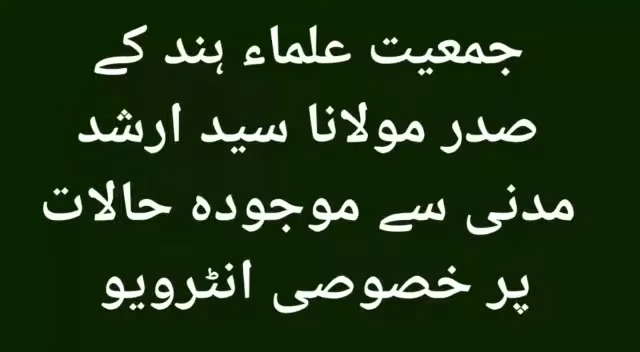 جمعیت علماء ہند کے
صدر مولانا سید ارشد
مدنی سے موجودہ حالات
پر خصوصی انٹرویو